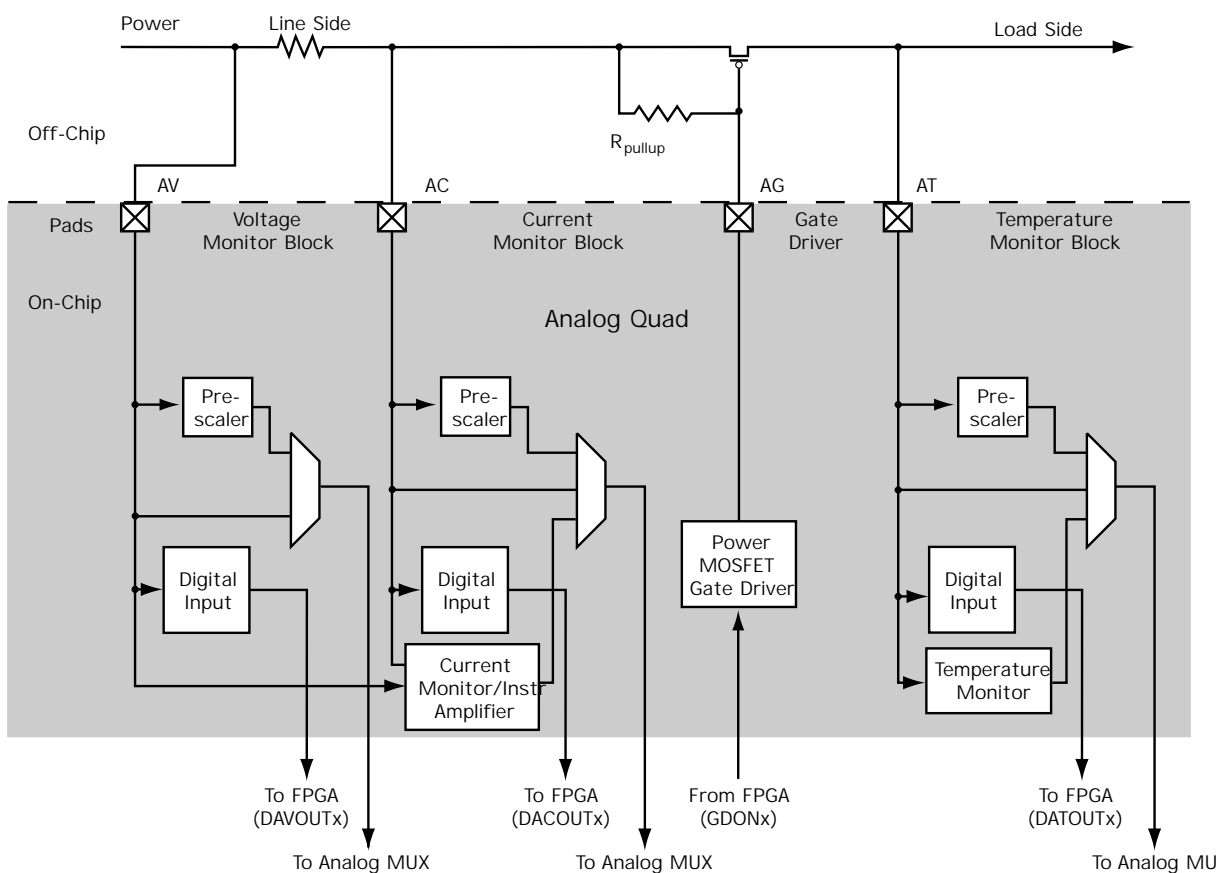 Power
Line Side
Load Side
Off-Chip
Rpullup
AV
AC
AG
AT
Pads
Voltage
Monitor Block
Current
Monitor Block
Gate
Driver
Temperature
Monitor Block
On-Chip
Analog Quad
Pre-
scaler
Pre-
scaler
Pre-
scaler
Power
MOSFET
Gate Driver
Digital
Input
Digital
Input
Digital
Input
Current
Monitor/Instr
Amplifier
Temperature
Monitor
To FPGA
(DAVOUTx)
To FPGA
(DACOUTx)
From FPGA
(GDONx)
To FPGA
(DATOUTx)
To Analog MUX
To Analog MUX
To Analog MU